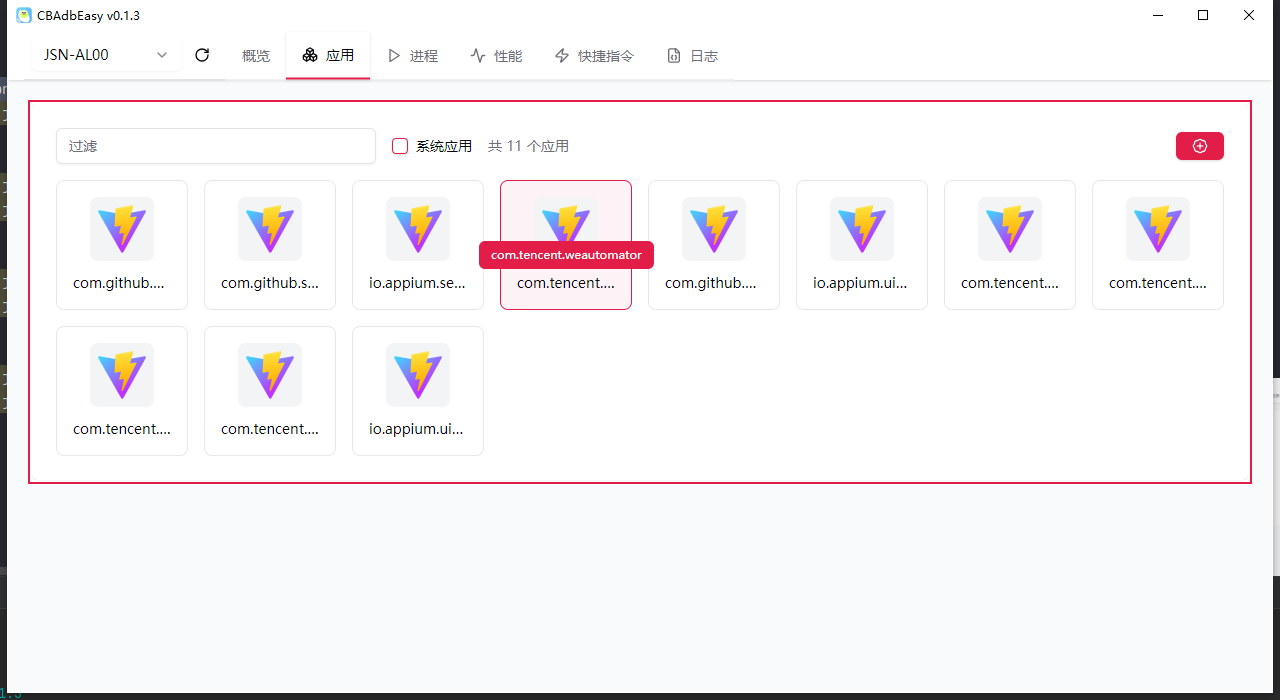 CBAdbEasy v0.1.3
JSN-AL00 概览 应用 进程 性能 快捷指令 日志
过滤 系统应用 共 11 个应用
com.github.... com.github.s... io.appium.se... com.tencent.... com.github.... io.appium.ui... com.tencent.... com.tencent....
com.tencent.weautomator
com.tencent.... com.tencent.... io.appium.ui...